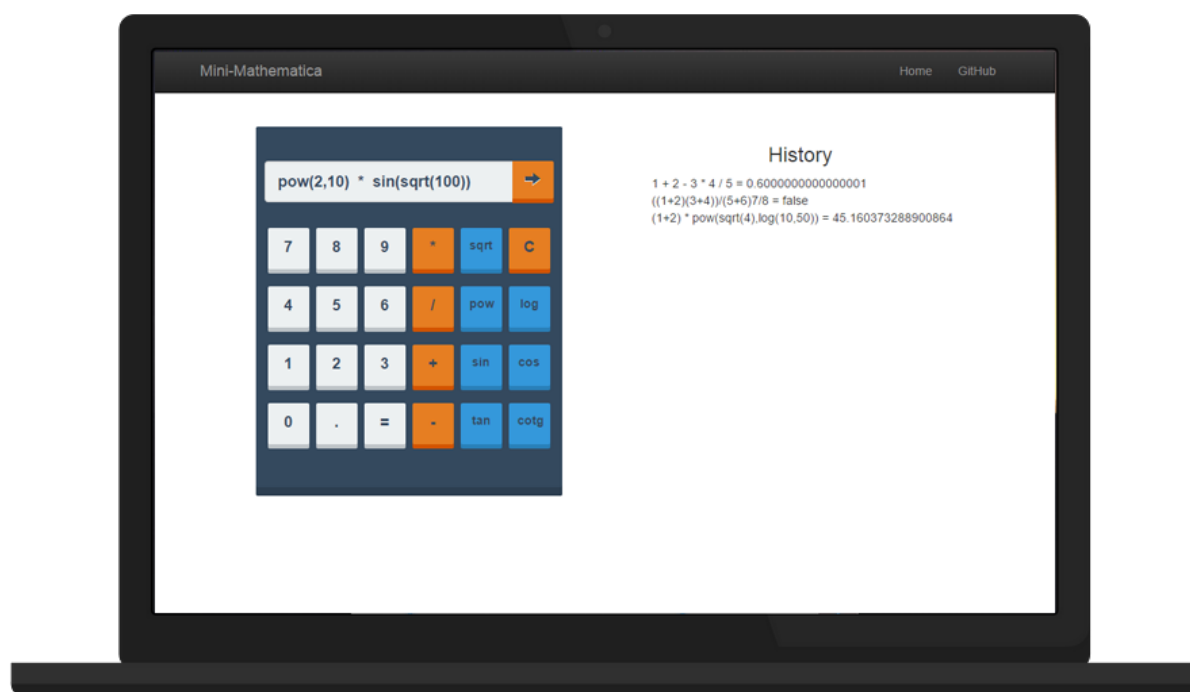 Mini-Mathematica Home GitHub
pow(2,10) * sin(sqrt(100))
7 8 9 * sqrt C
4 5 6 / pow log
1 2 3 + sin cos
0 . = - tan cotg
History
1 + 2 - 3 * 4 / 5 = 0.6000000000000001
((1+2)(3+4))/(5+6)7/8 = false
(1+2) * pow(sqrt(4),log(10,50)) = 45.160373288900864